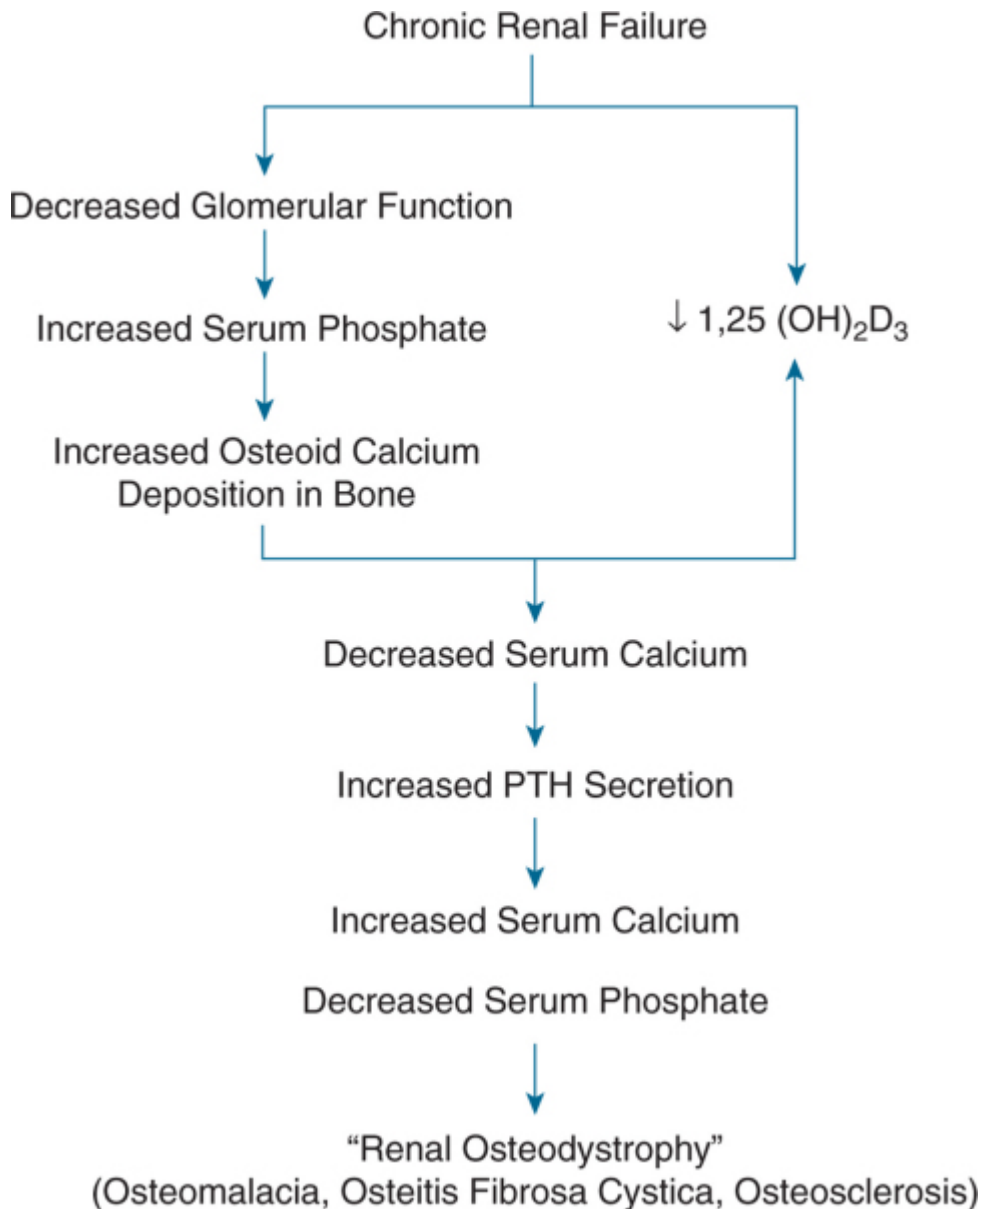 Chronic Renal Failure
Decreased Glomerular Function
Increased Serum Phosphate
↓ 1,25 (OH)₂D₃
Increased Osteoid Calcium
Deposition in Bone
Decreased Serum Calcium
Increased PTH Secretion
Increased Serum Calcium
Decreased Serum Phosphate
“Renal Osteodystrophy”
(Osteomalacia, Osteitis Fibrosa Cystica, Osteosclerosis)